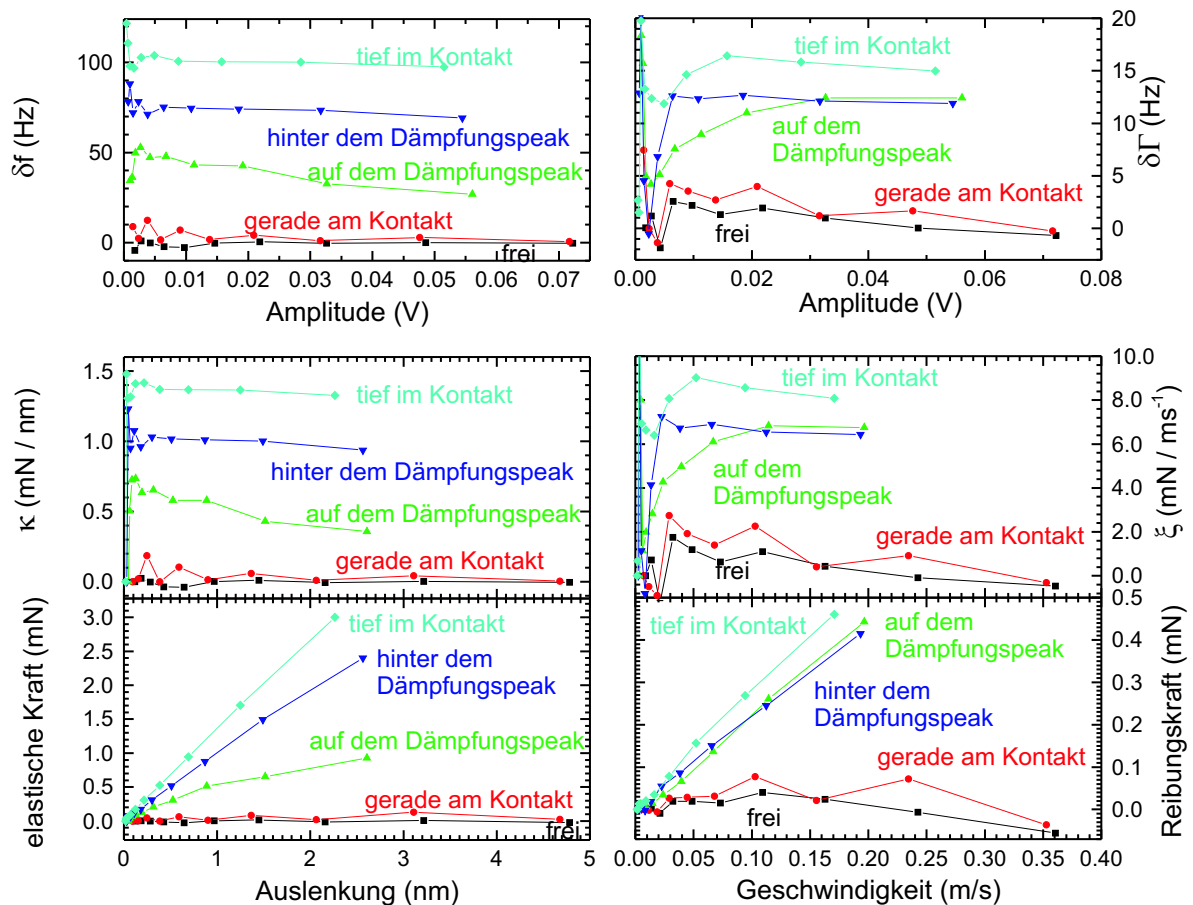 100
50
0
δf (Hz)
tief im Kontakt
hinter dem Dämpfungspeak
auf dem Dämpfungspeak
gerade am Kontakt
frei
0.00 0.01 0.02 0.03 0.04 0.05 0.06 0.07
Amplitude (V)
20
15
10
5
0
δΓ (Hz)
tief im Kontakt
auf dem
Dämpfungspeak
gerade am Kontakt
frei
0.00 0.02 0.04 0.06 0.08
Amplitude (V)
1.5
1.0
0.5
0.0
κ (mN / nm)
tief im Kontakt
hinter dem Dämpfungspeak
auf dem Dämpfungspeak
gerade am Kontakt
10.0
8.0
6.0
4.0
2.0
0.0
ξ (mN / ms⁻¹)
tief im Kontakt
auf dem
Dämpfungspeak
gerade am Kontakt
frei
3.0
2.5
2.0
1.5
1.0
0.5
0.0
elastische Kraft (mN)
tief im Kontakt
hinter dem
Dämpfungspeak
auf dem Dämpfungspeak
gerade am Kontakt
frei
0 1 2 3 4 5
Auslenkung (nm)
0.5
0.4
0.3
0.2
0.1
0.0
Reibungskraft (mN)
tief im Kontakt
auf dem
Dämpfungspeak
hinter dem
Dämpfungspeak
gerade am Kontakt
frei
0.00 0.05 0.10 0.15 0.20 0.25 0.30 0.35 0.40
Geschwindigkeit (m/s)